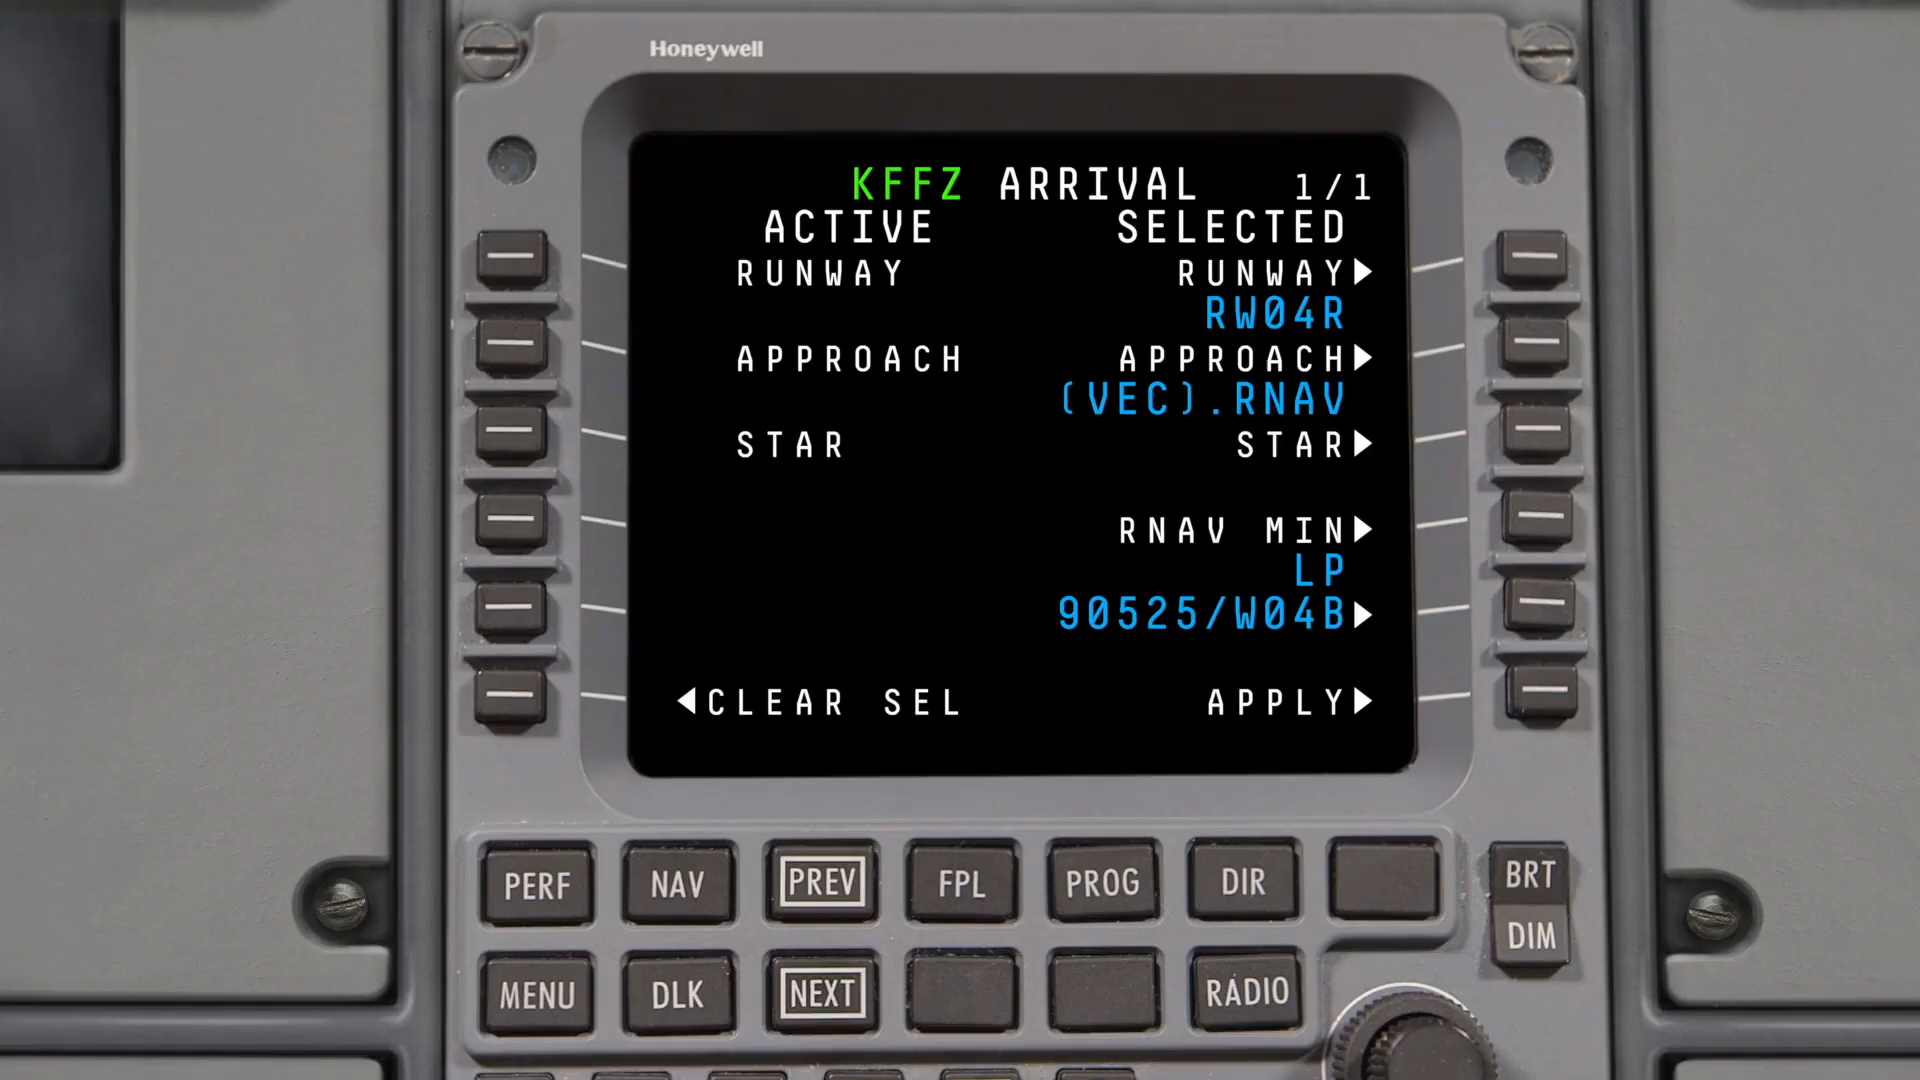 Honeywell
KFFZ ARRIVAL 1/1
ACTIVE SELECTED
RUNWAY RUNWAY▶
RW04R
APPROACH APPROACH▶
(VEC).RNAV
STAR STAR▶
RNAV MIN▶
LP
90525/W04B▶
◀CLEAR SEL APPLY▶
PERF NAV PREV FPL PROG DIR BRT
DIM
MENU DLK NEXT RADIO